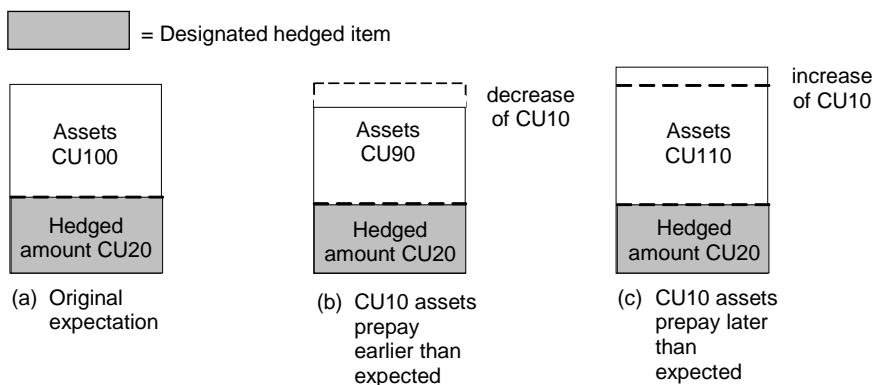 = Designated hedged item
Assets
CU100
Hedged
amount CU20
(a) Original
expectation
decrease
of CU10
Assets
CU90
Hedged
amount CU20
(b) CU10 assets
prepay
earlier than
expected
increase
of CU10
Assets
CU110
Hedged
amount CU20
(c) CU10 assets
prepay later
than
expected